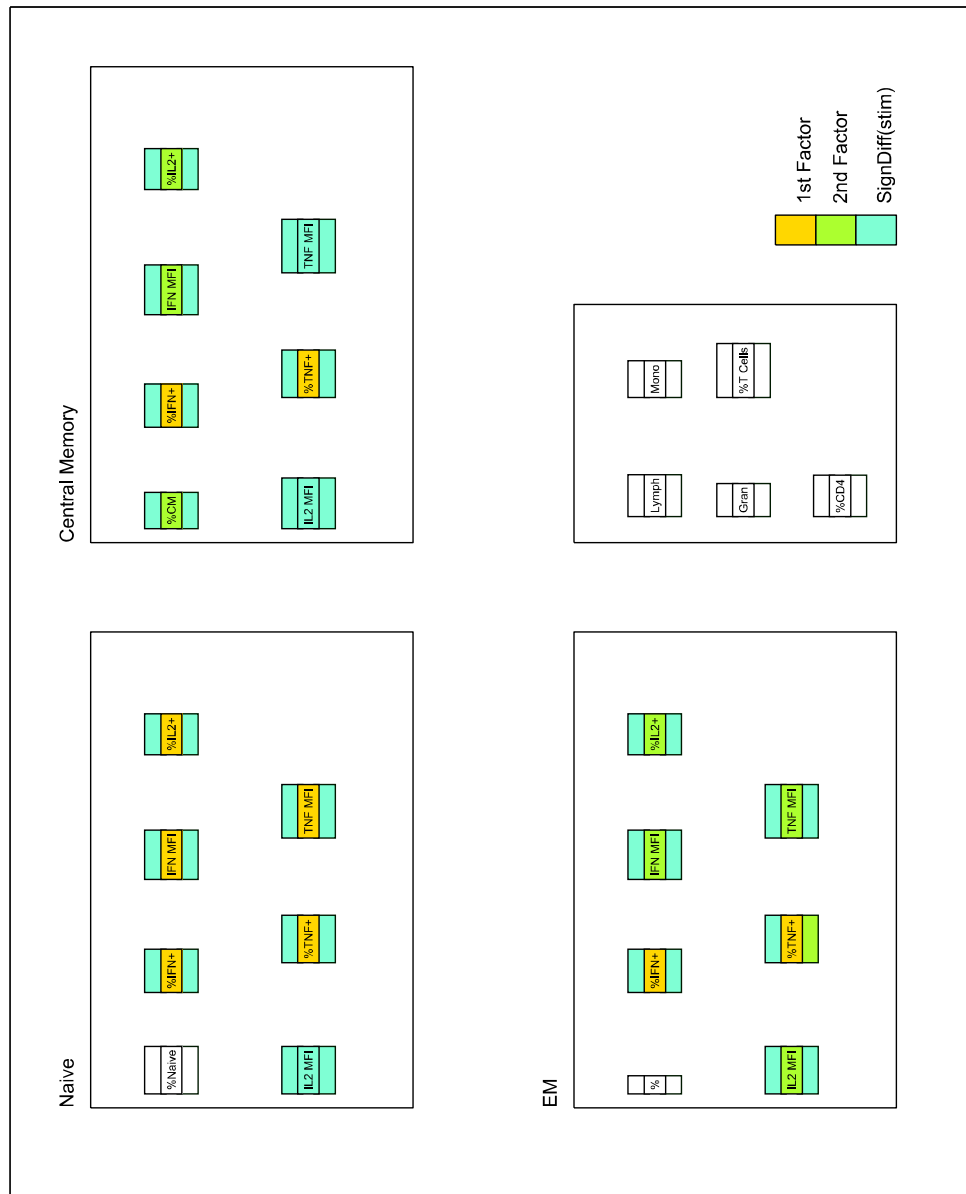 Naive
%Naive
%IFN+
IFN MFI
%IL2+
IL2 MFI
%TNF+
TNF MFI
Central Memory
%CM
%IFN+
IFN MFI
%IL2+
IL2 MFI
%TNF+
TNF MFI
EM
%
%IFN+
IFN MFI
%IL2+
IL2 MFI
%TNF+
TNF MFI
Lymph
Mono
Gran
%T Cells
%CD4
1st Factor
2nd Factor
SignDiff(stim)